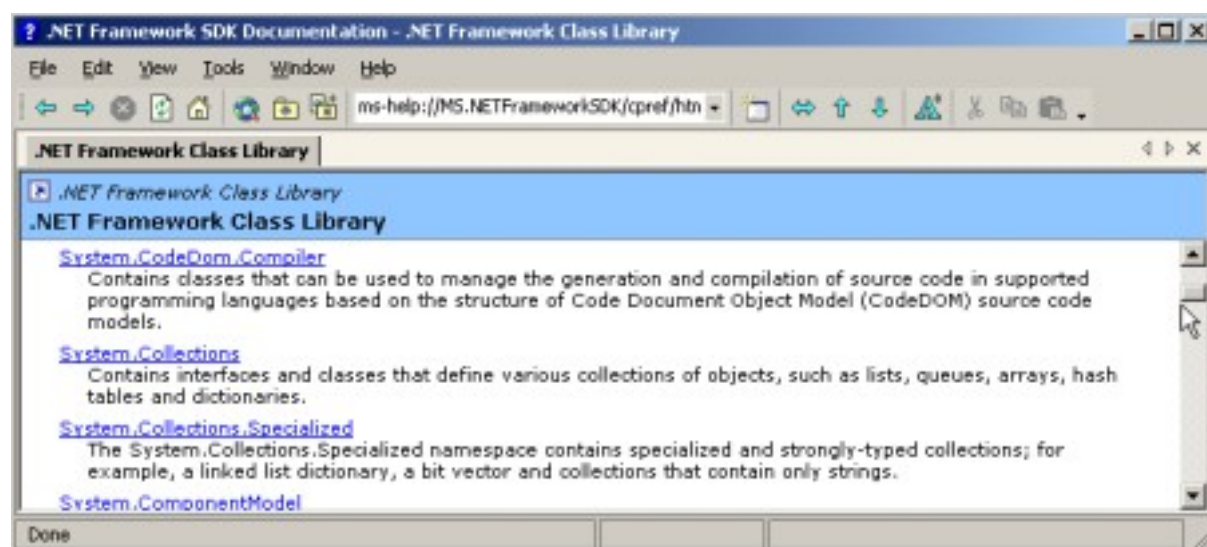 .NET Framework SDK Documentation - .NET Framework Class Library
File Edit View Tools Window Help
ms-help://MS.NETFrameworkSDK/cpref/htn
.NET Framework Class Library
.NET Framework Class Library
.NET Framework Class Library
System.CodeDom.Compiler
Contains classes that can be used to manage the generation and compilation of source code in supported
programming languages based on the structure of Code Document Object Model (CodeDOM) source code
models.
System.Collections
Contains interfaces and classes that define various collections of objects, such as lists, queues, arrays, hash
tables and dictionaries.
System.Collections.Specialized
The System.Collections.Specialized namespace contains specialized and strongly-typed collections; for
example, a linked list dictionary, a bit vector and collections that contain only strings.
System.ComponentModel
Done